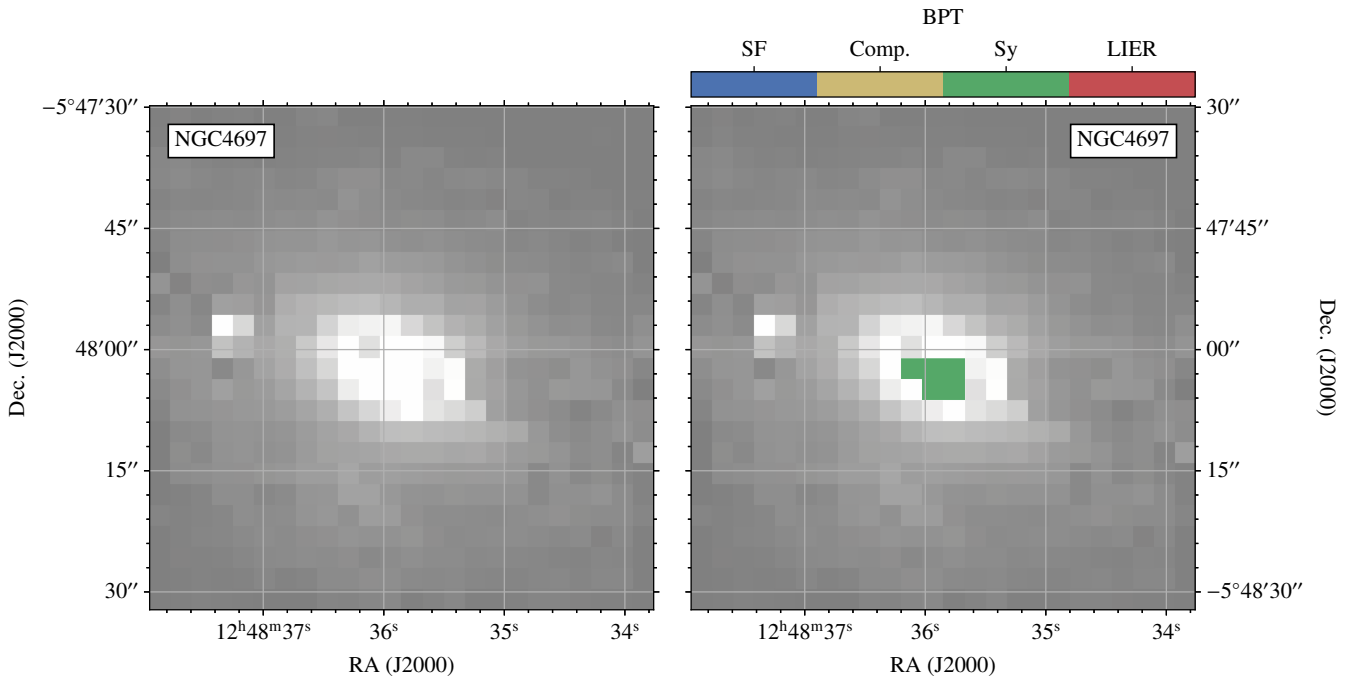 BPT
SF Comp. Sy LIER
−5°47′30″
45″
48′00″
15″
30″
Dec. (J2000)
NGC4697
12ʰ48ᵐ37ˢ 36ˢ 35ˢ 34ˢ
RA (J2000)
NGC4697
30″
47′45″
00″
15″
−5°48′30″
Dec. (J2000)
12ʰ48ᵐ37ˢ 36ˢ 35ˢ 34ˢ
RA (J2000)